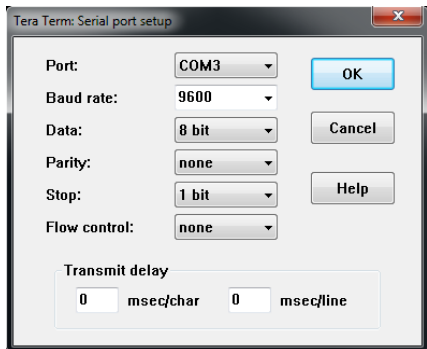 Tera Term: Serial port setup
Port: COM3 OK
Baud rate: 9600
Data: 8 bit Cancel
Parity: none
Stop: 1 bit Help
Flow control: none
Transmit delay
0 msec/char 0 msec/line